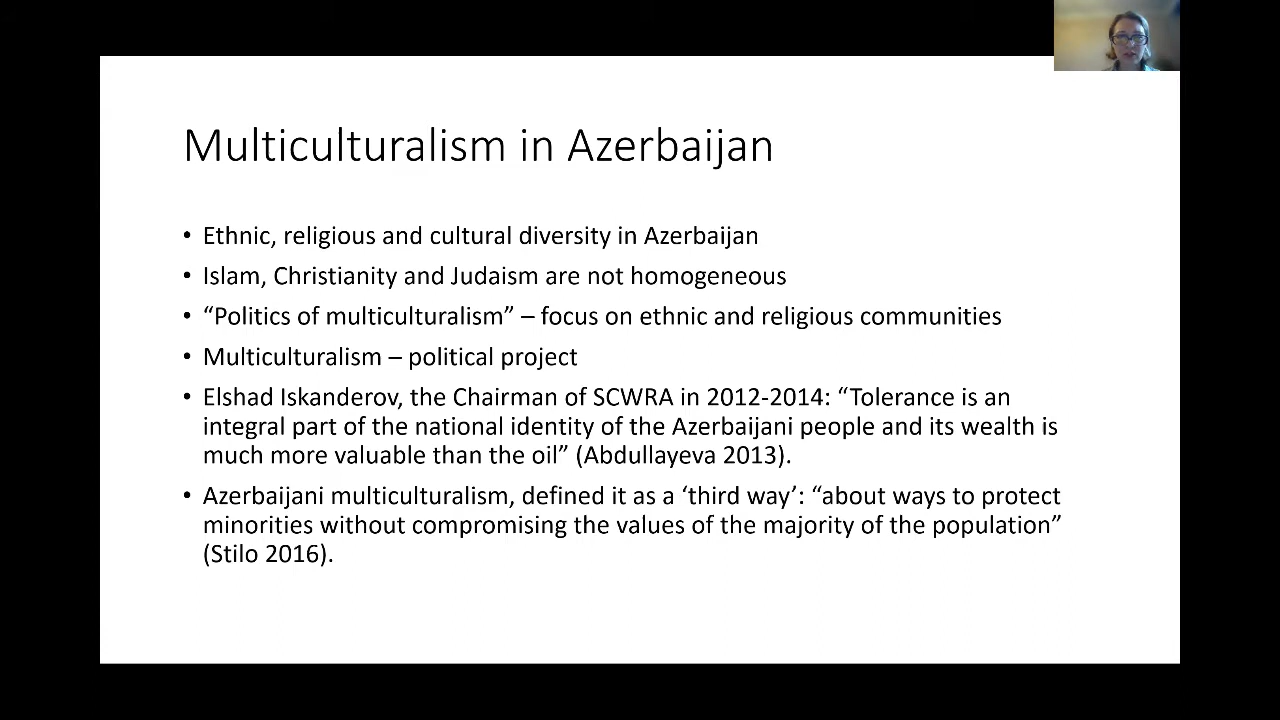 Multiculturalism in Azerbaijan
• Ethnic, religious and cultural diversity in Azerbaijan
• Islam, Christianity and Judaism are not homogeneous
• “Politics of multiculturalism” – focus on ethnic and religious communities
• Multiculturalism – political project
• Elshad Iskanderov, the Chairman of SCWRA in 2012-2014: “Tolerance is an
integral part of the national identity of the Azerbaijani people and its wealth is
much more valuable than the oil” (Abdullayeva 2013).
• Azerbaijani multiculturalism, defined it as a ‘third way’: “about ways to protect
minorities without compromising the values of the majority of the population”
(Stilo 2016).